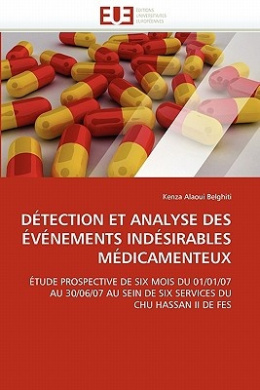 EUE
ÉDITIONS
UNIVERSITAIRES
EUROPÉENNES
Kenza Alaoui Belghiti
DÉTECTION ET ANALYSE DES
ÉVÉNEMENTS INDÉSIRABLES
MÉDICAMENTEUX
ÉTUDE PROSPECTIVE DE SIX MOIS DU 01/01/07
AU 30/06/07 AU SEIN DE SIX SERVICES DU
CHU HASSAN II DE FES